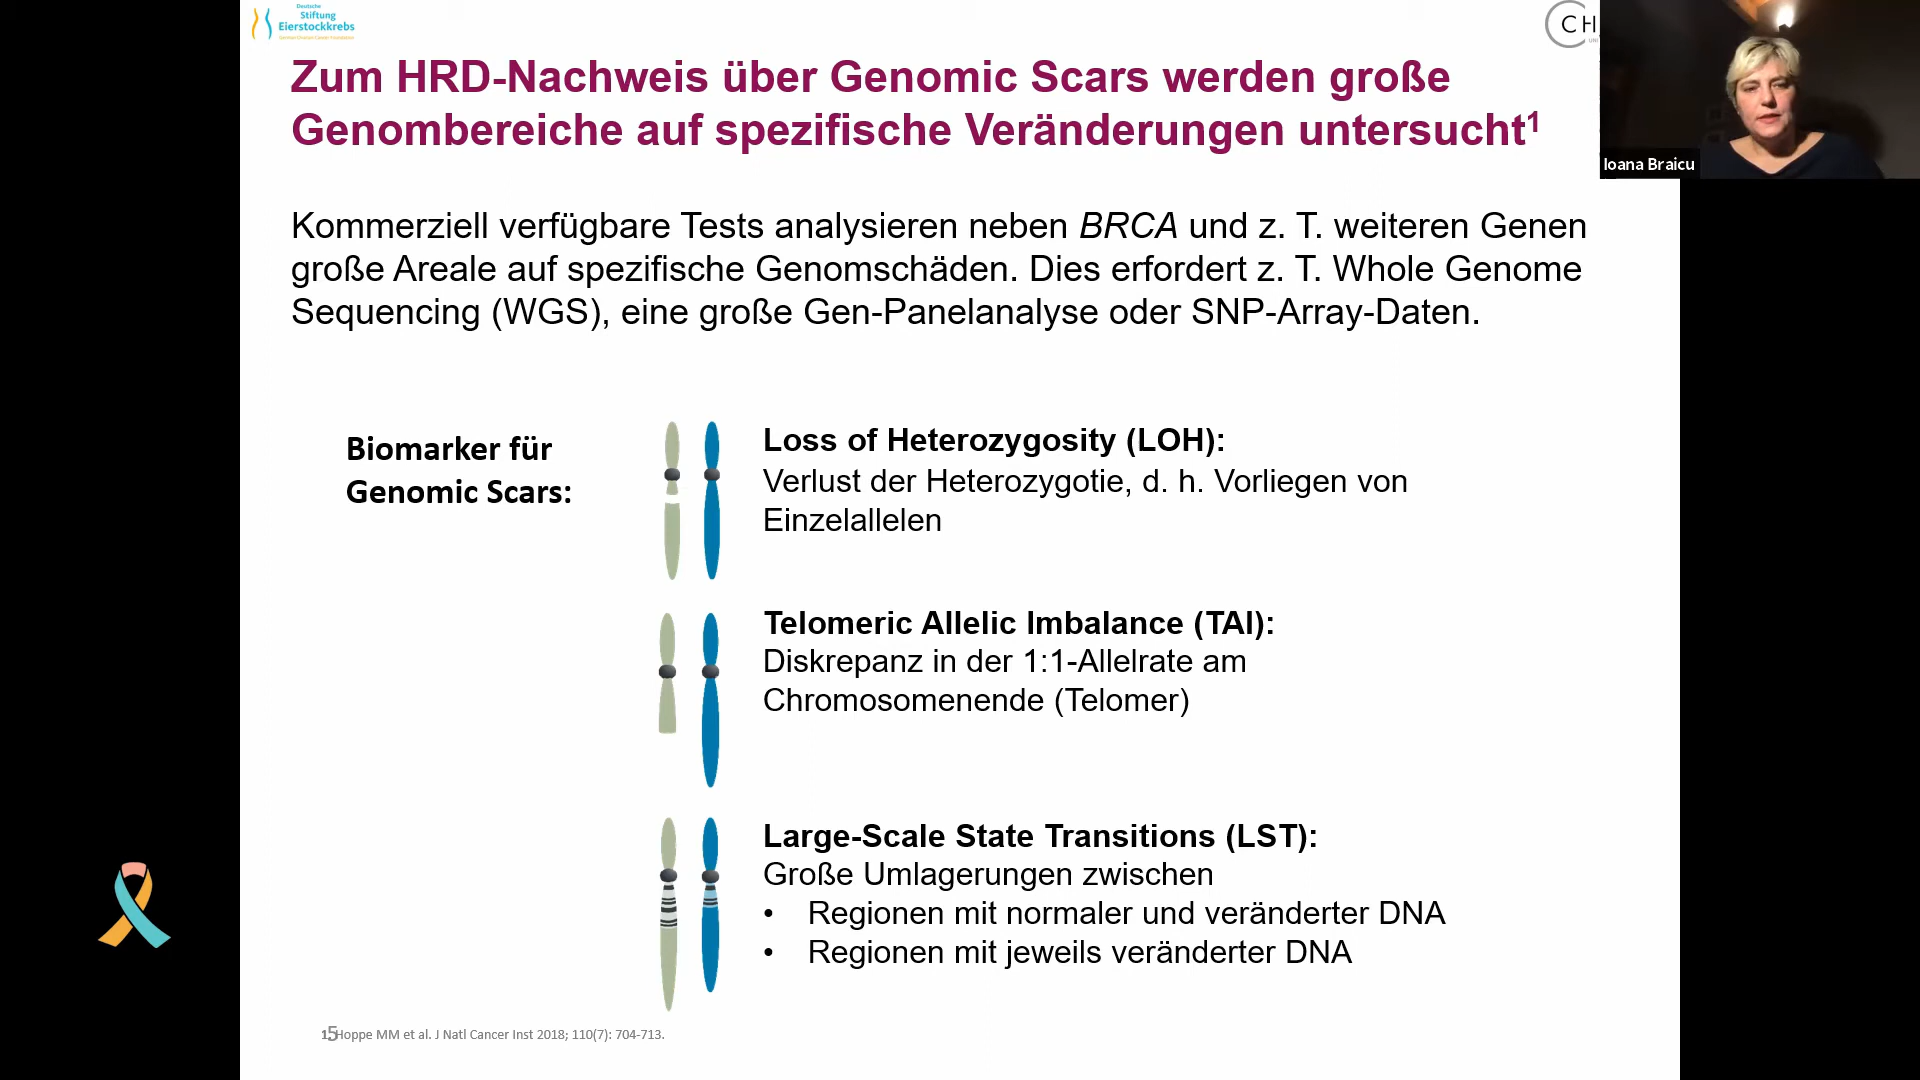 Deutsche
Stiftung
Eierstockkrebs
CH
Zum HRD-Nachweis über Genomic Scars werden große
Genombereiche auf spezifische Veränderungen untersucht¹
Ioana Braicu
Kommerziell verfügbare Tests analysieren neben BRCA und z. T. weiteren Genen
große Areale auf spezifische Genomschäden. Dies erfordert z. T. Whole Genome
Sequencing (WGS), eine große Gen-Panelanalyse oder SNP-Array-Daten.
Biomarker für
Genomic Scars:
Loss of Heterozygosity (LOH):
Verlust der Heterozygotie, d. h. Vorliegen von
Einzelallelen
Telomeric Allelic Imbalance (TAI):
Diskrepanz in der 1:1-Allelrate am
Chromosomenende (Telomer)
Large-Scale State Transitions (LST):
Große Umlagerungen zwischen
• Regionen mit normaler und veränderter DNA
• Regionen mit jeweils veränderter DNA
Hoppe MM et al. J Natl Cancer Inst 2018; 110(7): 704-713.